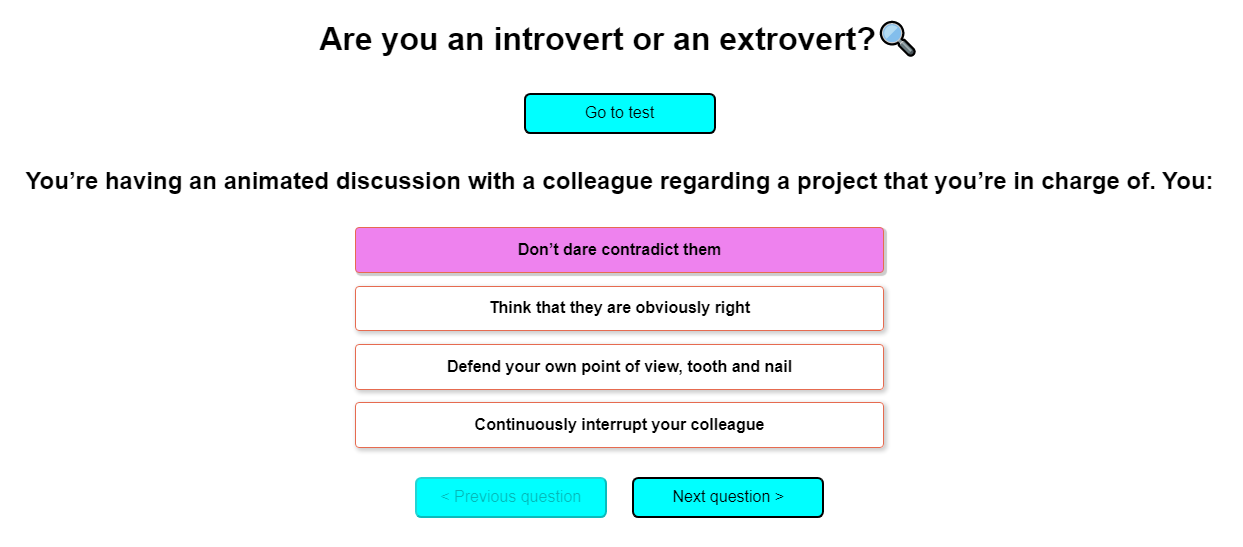 Are you an introvert or an extrovert?
Go to test
You’re having an animated discussion with a colleague regarding a project that you’re in charge of. You:
Don’t dare contradict them
Think that they are obviously right
Defend your own point of view, tooth and nail
Continuously interrupt your colleague
< Previous question
Next question >